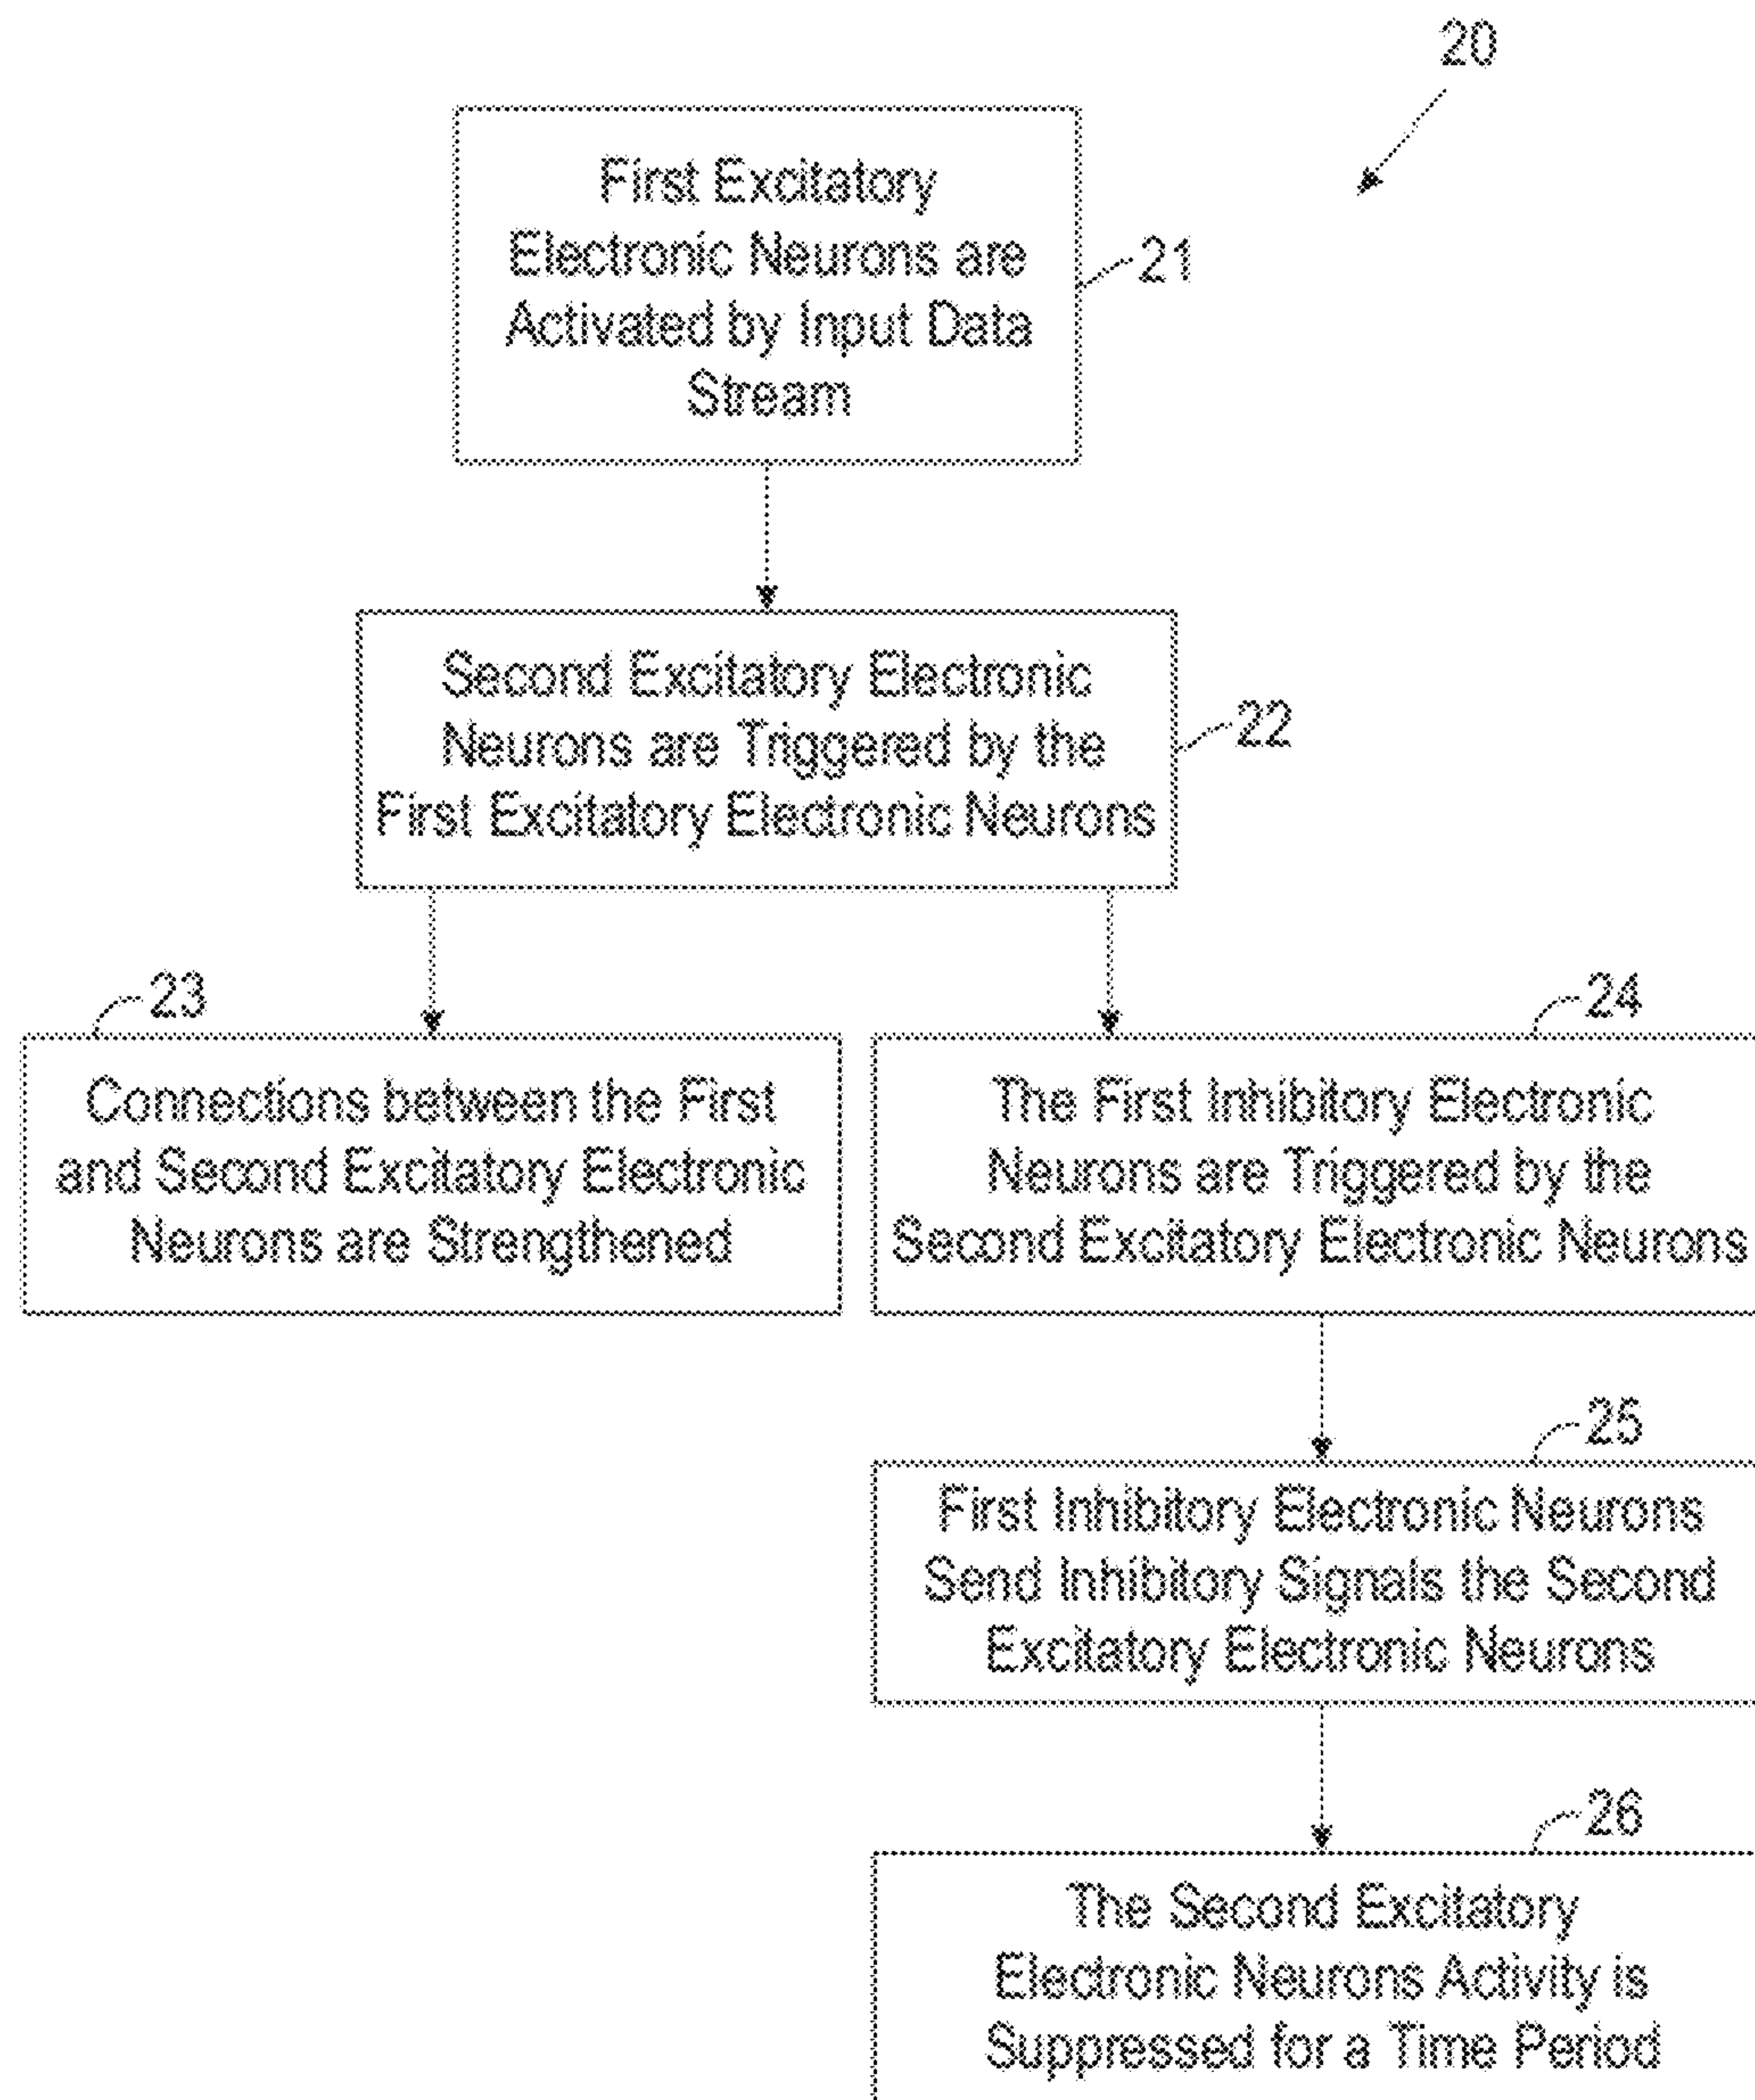 20
First Excitatory
Electronic Neurons are
Activated by Input Data
Stream
21
Second Excitatory Electronic
Neurons are Triggered by the
First Excitatory Electronic Neurons
22
23
Connections between the First
and Second Excitatory Electronic
Neurons are Strengthened
24
The First Inhibitory Electronic
Neurons are Triggered by the
Second Excitatory Electronic Neurons
25
First Inhibitory Electronic Neurons
Send Inhibitory Signals the Second
Excitatory Electronic Neurons
26
The Second Excitatory
Electronic Neurons Activity is
Suppressed for a Time Period